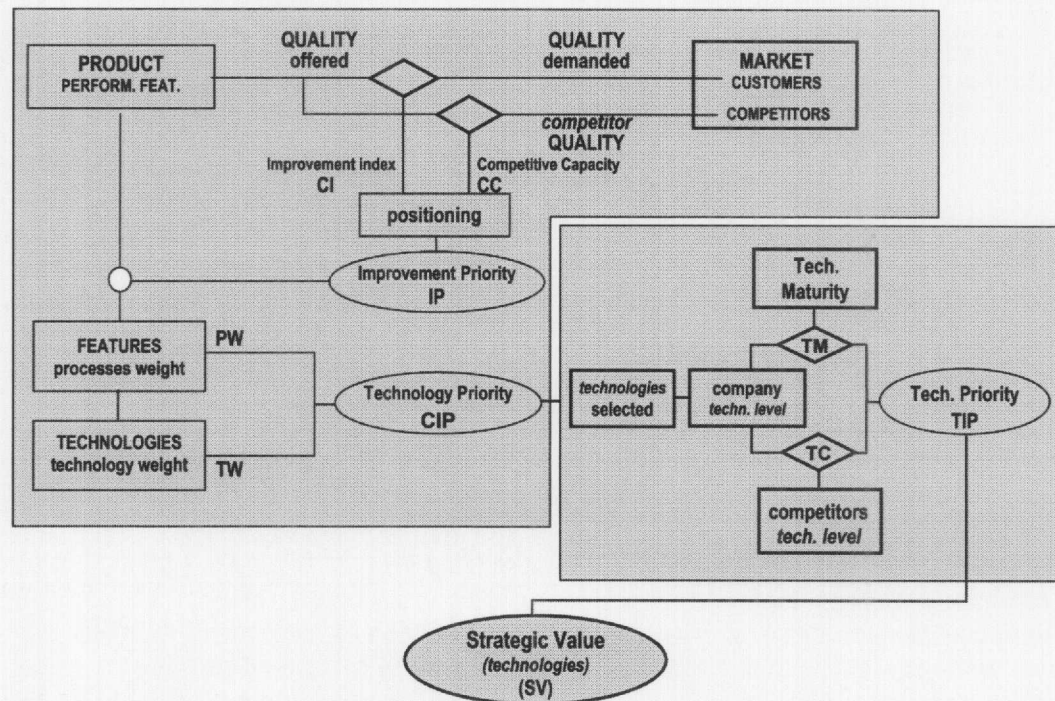 PRODUCT
PERFORM. FEAT.
QUALITY
offered
QUALITY
demanded
MARKET
CUSTOMERS
COMPETITORS
competitor
QUALITY
Improvement index
CI
Competitive Capacity
CC
positioning
Improvement Priority
IP
FEATURES
processes weight
PW
TECHNOLOGIES
technology weight
TW
Technology Priority
CIP
Tech.
Maturity
TM
technologies
selected
company
techn. level
TC
competitors
tech. level
Tech. Priority
TIP
Strategic Value
(technologies)
(SV)